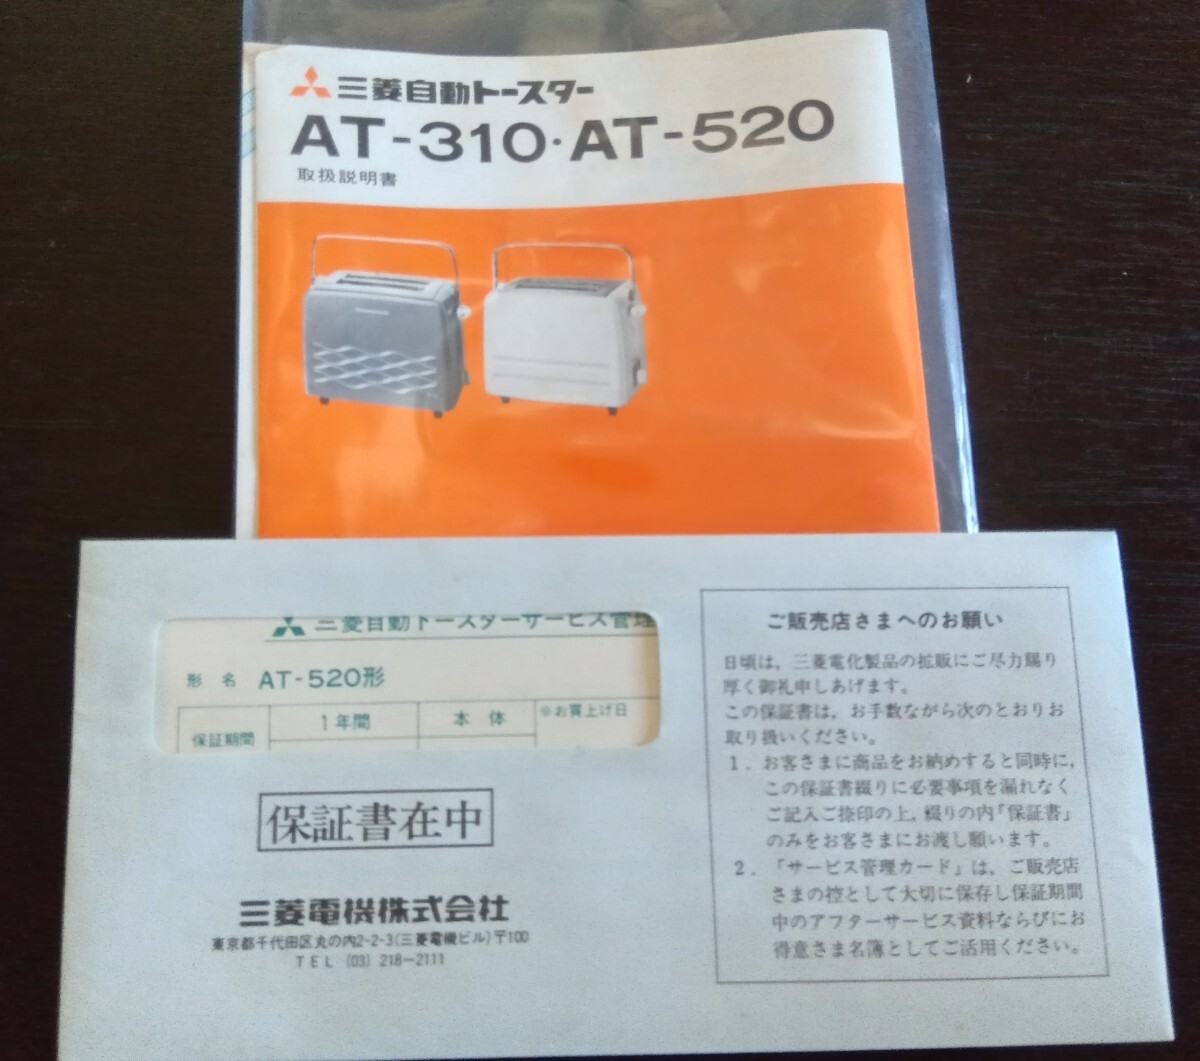 三菱自動トースター
AT-310・AT-520
取扱説明書
三菱自動トースターサービス管理
形 名 AT-520形
保証期間 1年間 本 体 ※お買上げ日
保証書在中
三菱電機株式会社
東京都千代田区丸の内2-2-3(三菱電機ビル)〒100
TEL (03) 218-2111
ご販売店さまへのお願い
日頃は，三菱電化製品の拡販にご尽力賜り
厚く御礼申しあげます。
この保証書は，お手数ながら次のとおりお
取り扱いください。
1．お客さまに商品をお納めすると同時に，
この保証書綴りに必要事項を漏れなく
ご記入ご捺印の上，綴りの内「保証書」
のみをお客さまにお渡し願います。
2．「サービス管理カード」は，ご販売店
さまの控として大切に保存し保証期間
中のアフターサービス資料ならびにお
得意さま名簿としてご活用ください。